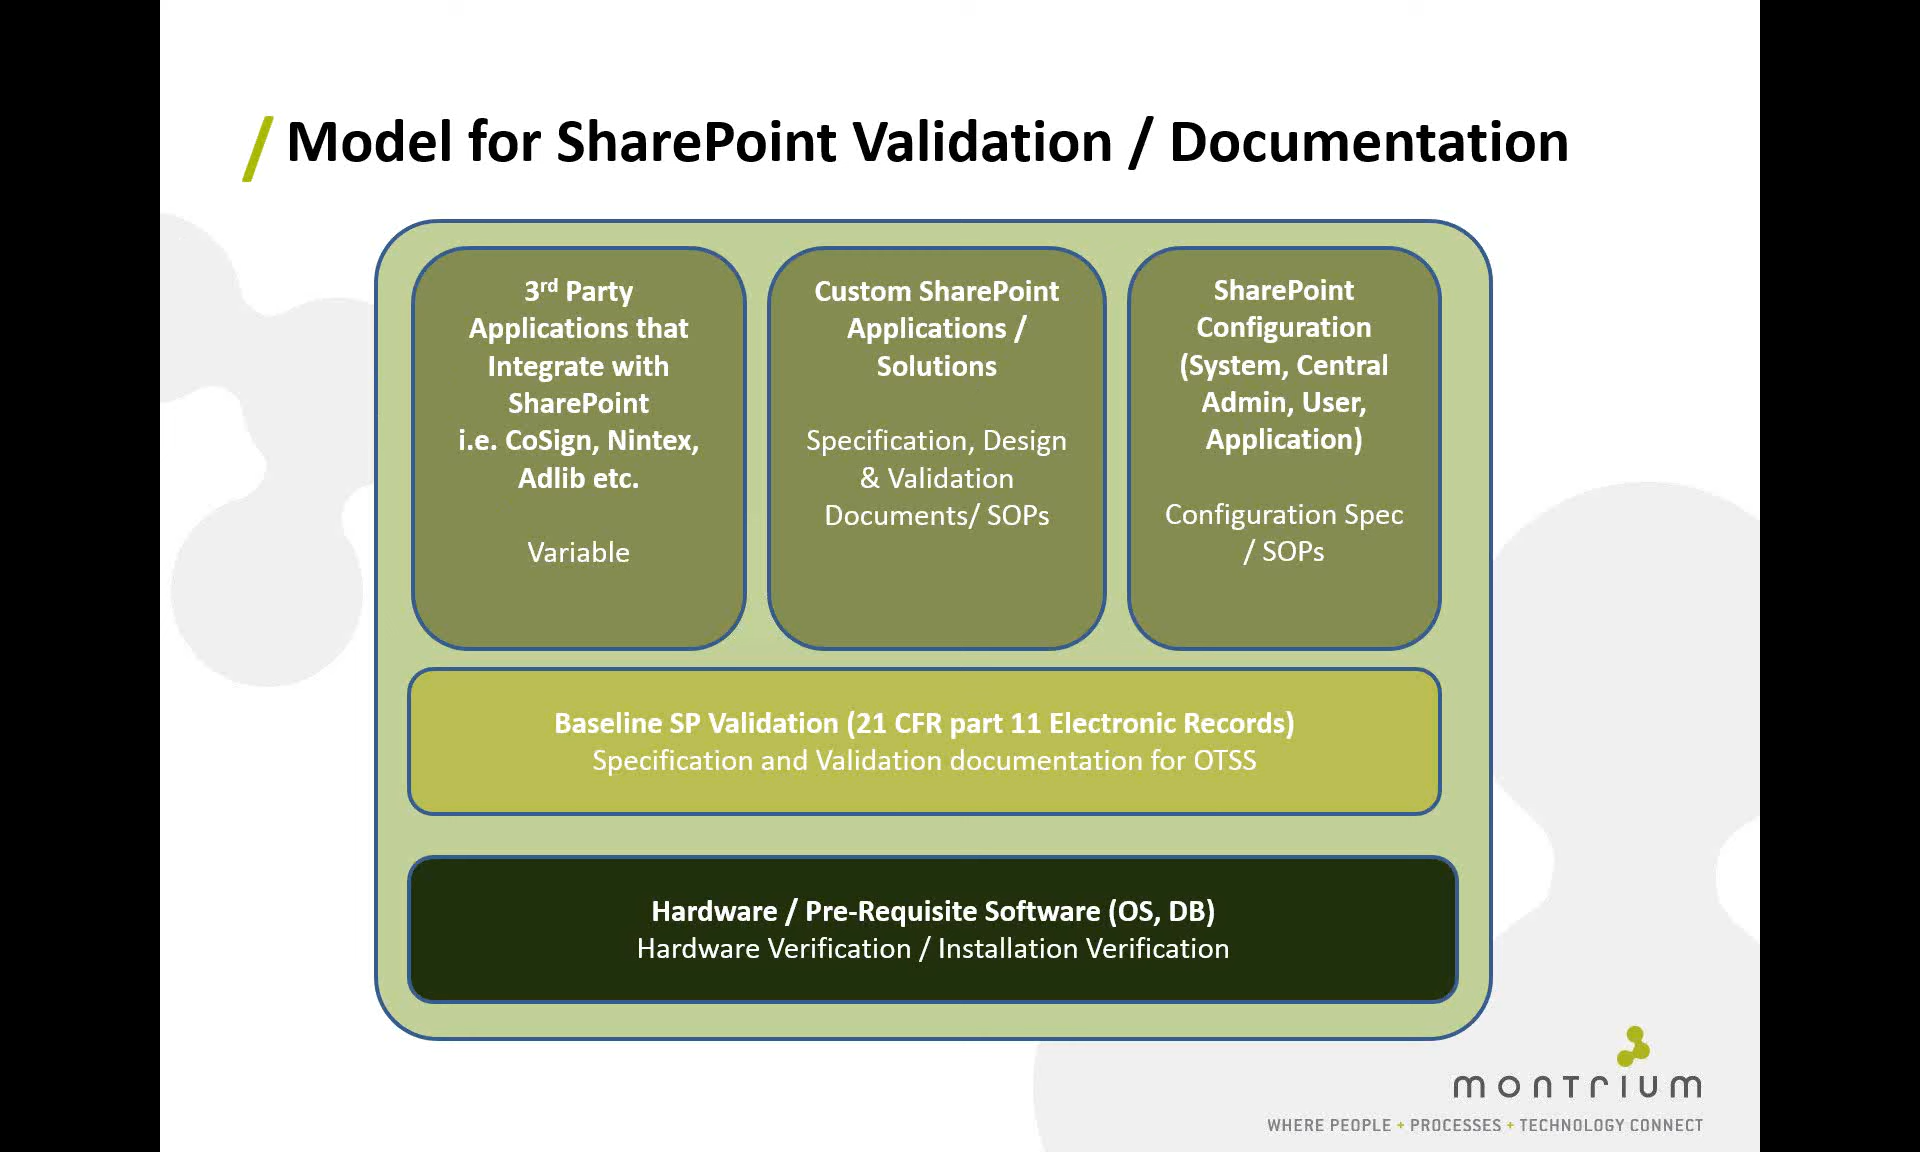 / Model for SharePoint Validation / Documentation
3rd Party
Applications that
Integrate with
SharePoint
i.e. CoSign, Nintex,
Adlib etc.
Variable
Custom SharePoint
Applications /
Solutions
Specification, Design
& Validation
Documents/ SOPs
SharePoint
Configuration
(System, Central
Admin, User,
Application)
Configuration Spec
/ SOPs
Baseline SP Validation (21 CFR part 11 Electronic Records)
Specification and Validation documentation for OTSS
Hardware / Pre-Requisite Software (OS, DB)
Hardware Verification / Installation Verification
montrium
WHERE PEOPLE + PROCESSES + TECHNOLOGY CONNECT